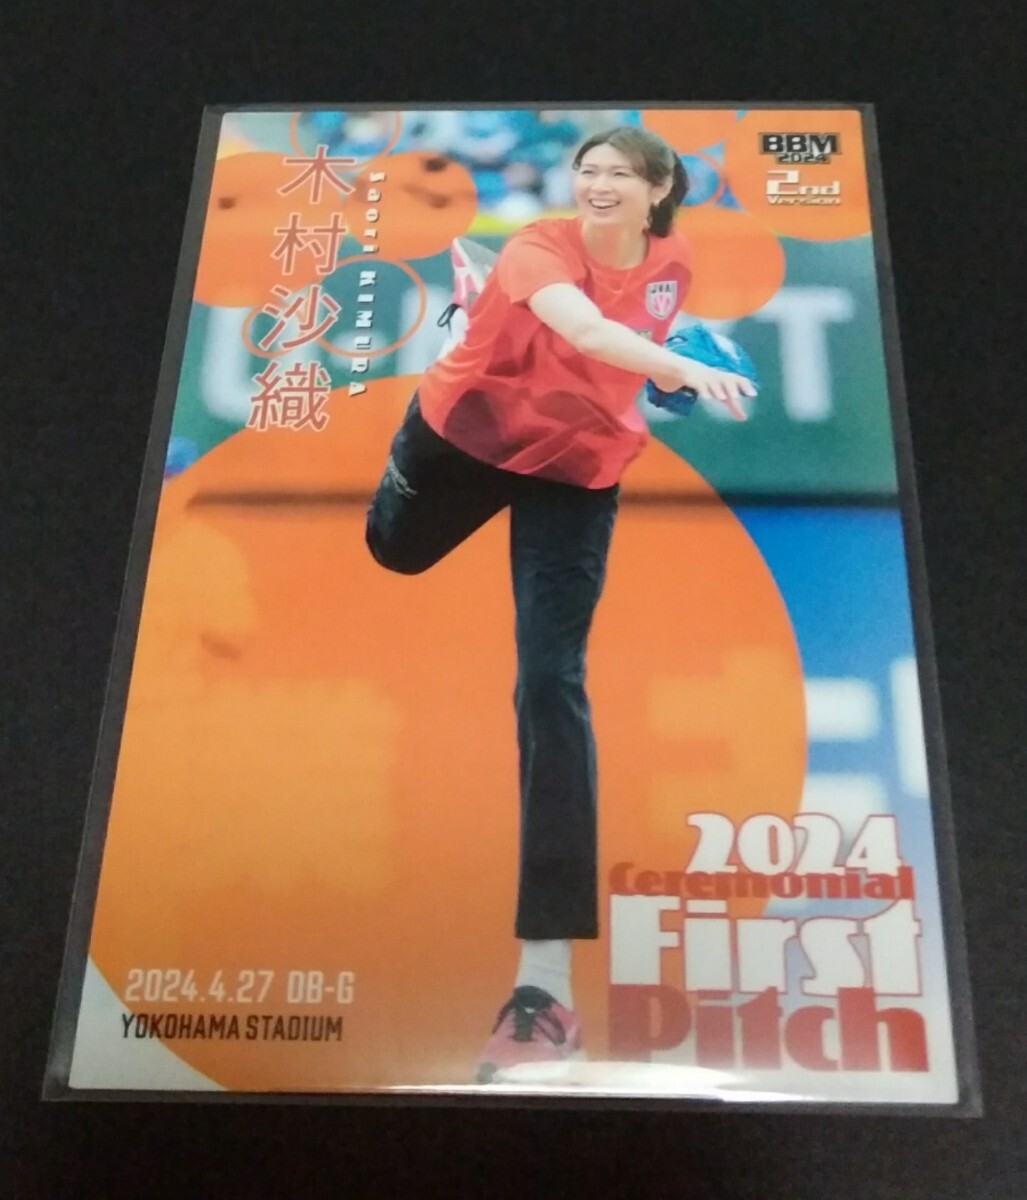 木村沙織
Saori KIMURA
BBM
2024
2nd
Version
JVA
2024
Ceremonial
First
Pitch
2024.4.27 DB-G
YOKOHAMA STADIUM